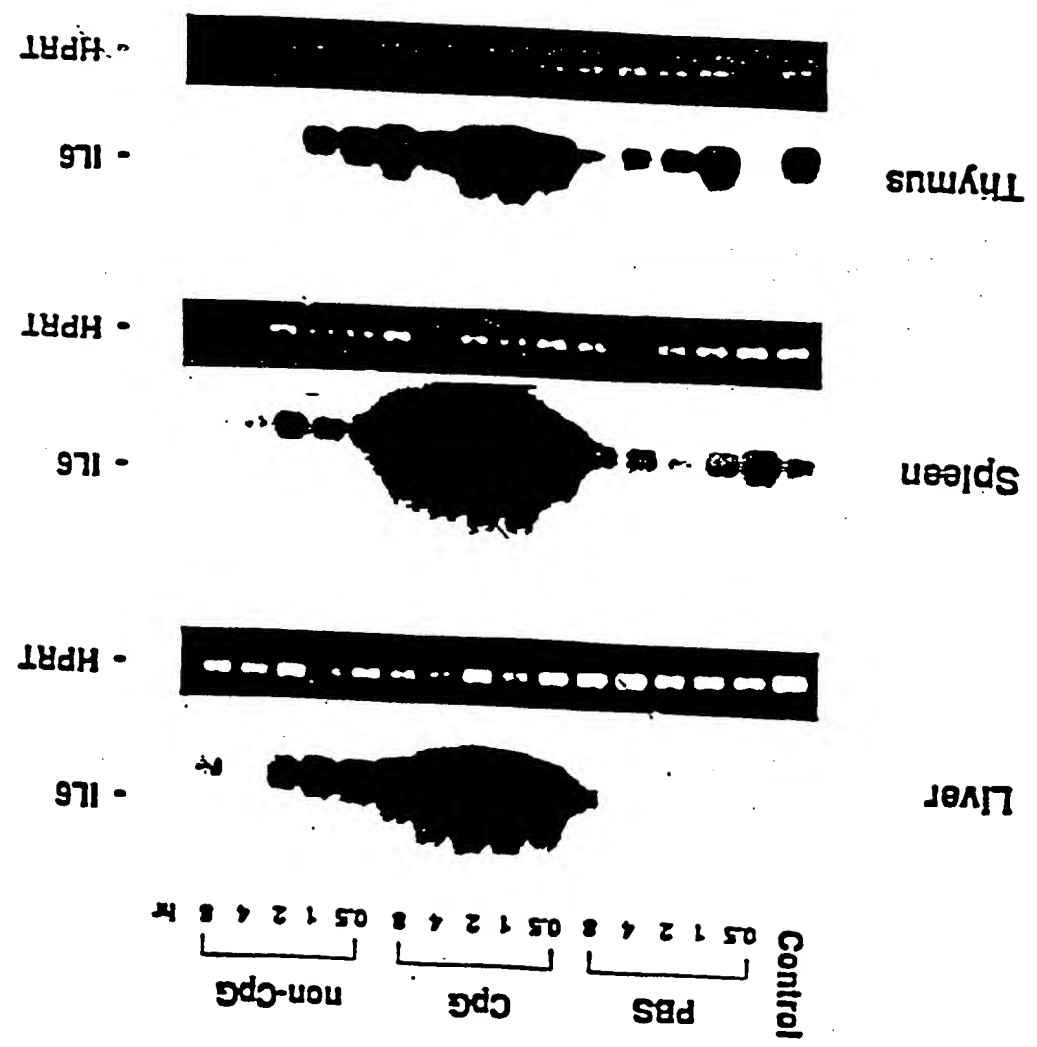 Control
PBS
CpG
non-CpG
0.5 1 2 4 8
0.5 1 2 4 8
0.5 1 2 4 8 hr
Liver
IL6 -
HPRT -
Spleen
IL6 -
HPRT -
Thymus
IL6 -
HPRT -